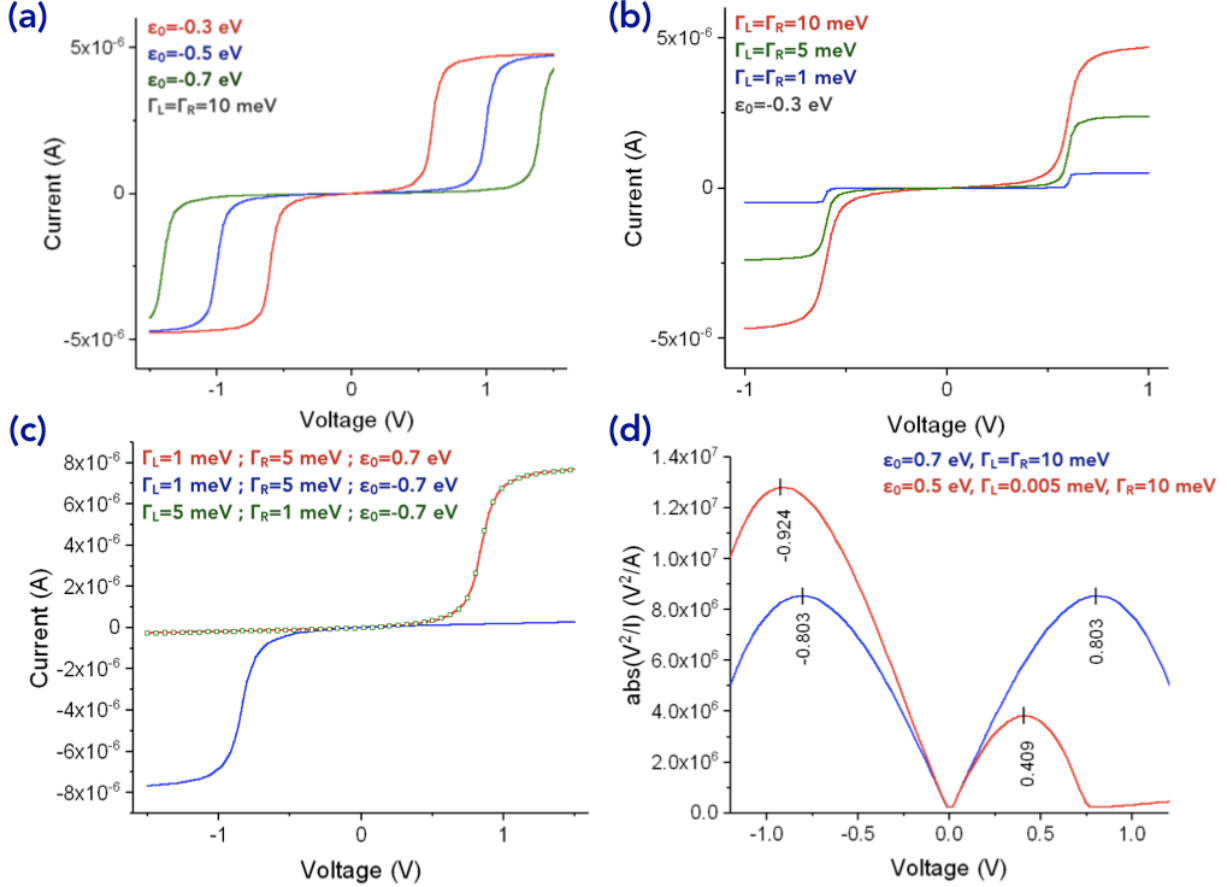 (a)
ε₀=-0.3 eV
ε₀=-0.5 eV
ε₀=-0.7 eV
Γ_L=Γ_R=10 meV
5x10⁻⁶
0
-5x10⁻⁶
Current (A)
-1 0 1
Voltage (V)
(b)
Γ_L=Γ_R=10 meV
Γ_L=Γ_R=5 meV
Γ_L=Γ_R=1 meV
ε₀=-0.3 eV
5x10⁻⁶
0
-5x10⁻⁶
Current (A)
-1 0 1
Voltage (V)
(c)
Γ_L=1 meV ; Γ_R=5 meV ; ε₀=0.7 eV
Γ_L=1 meV ; Γ_R=5 meV ; ε₀=-0.7 eV
Γ_L=5 meV ; Γ_R=1 meV ; ε₀=-0.7 eV
8x10⁻⁶
6x10⁻⁶
4x10⁻⁶
2x10⁻⁶
0
-2x10⁻⁶
-4x10⁻⁶
-6x10⁻⁶
-8x10⁻⁶
Current (A)
-1 0 1
Voltage (V)
(d)
ε₀=0.7 eV, Γ_L=Γ_R=10 meV
ε₀=0.5 eV, Γ_L=0.005 meV, Γ_R=10 meV
1.4x10⁷
1.2x10⁷
1.0x10⁷
8.0x10⁶
6.0x10⁶
4.0x10⁶
2.0x10⁶
0.0
abs(V²/I) (V²/A)
-0.924
-0.803
0.803
0.409
-1.0 -0.5 0.0 0.5 1.0
Voltage (V)